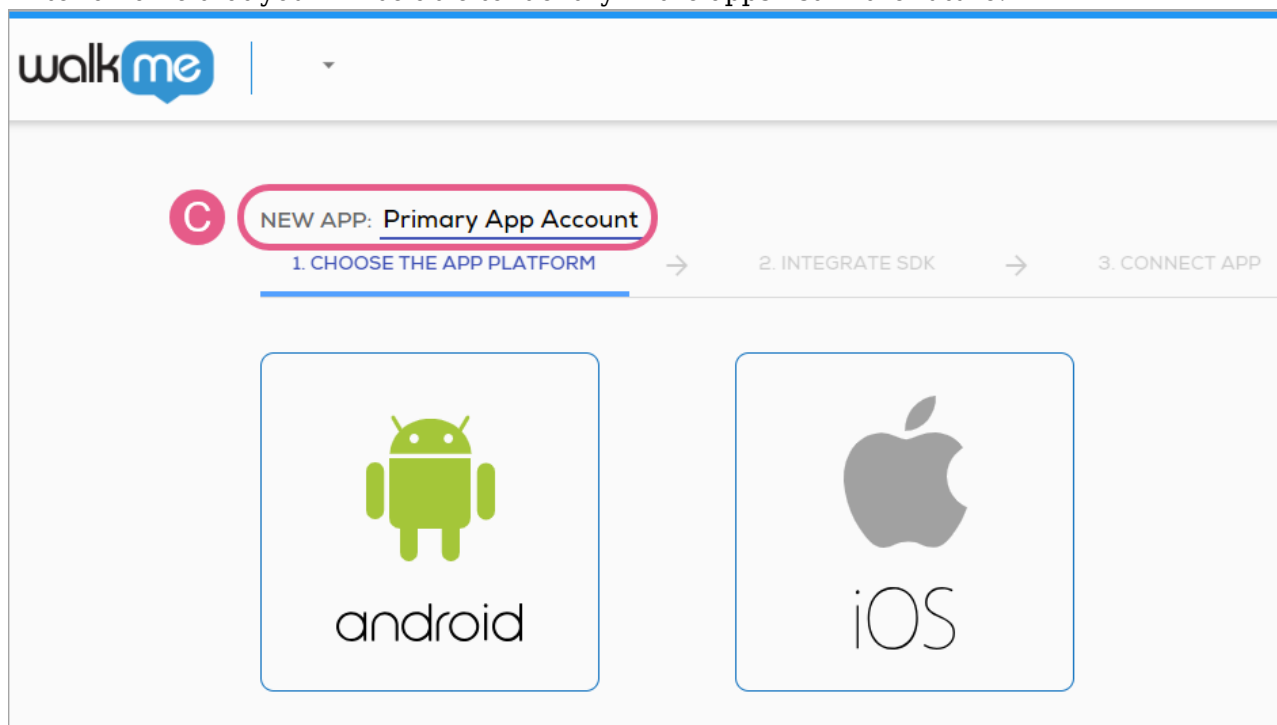 walkme
C
NEW APP: Primary App Account
1. CHOOSE THE APP PLATFORM → 2. INTEGRATE SDK → 3. CONNECT APP
android
iOS